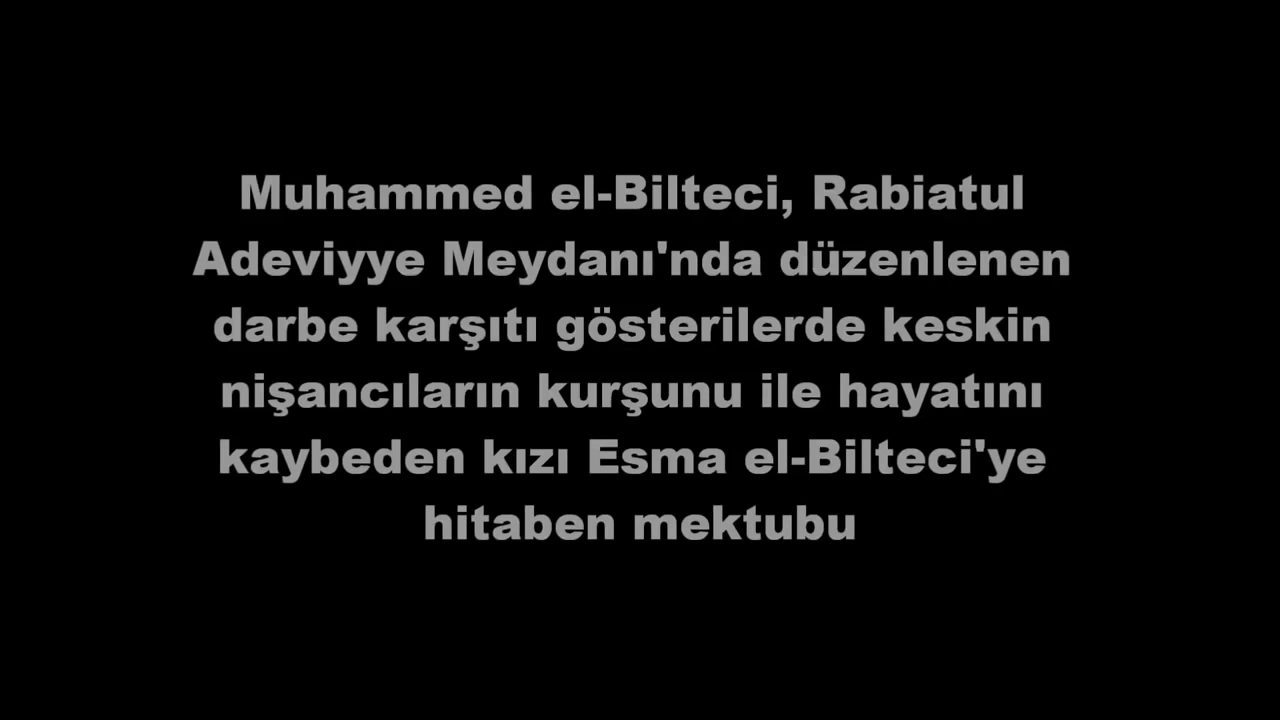 Muhammed el-Bilteci, Rabiatul
Adeviyye Meydanı'nda düzenlenen
darbe karşıtı gösterilerde keskin
nişancıların kurşunu ile hayatını
kaybeden kızı Esma el-Bilteci'ye
hitaben mektubu